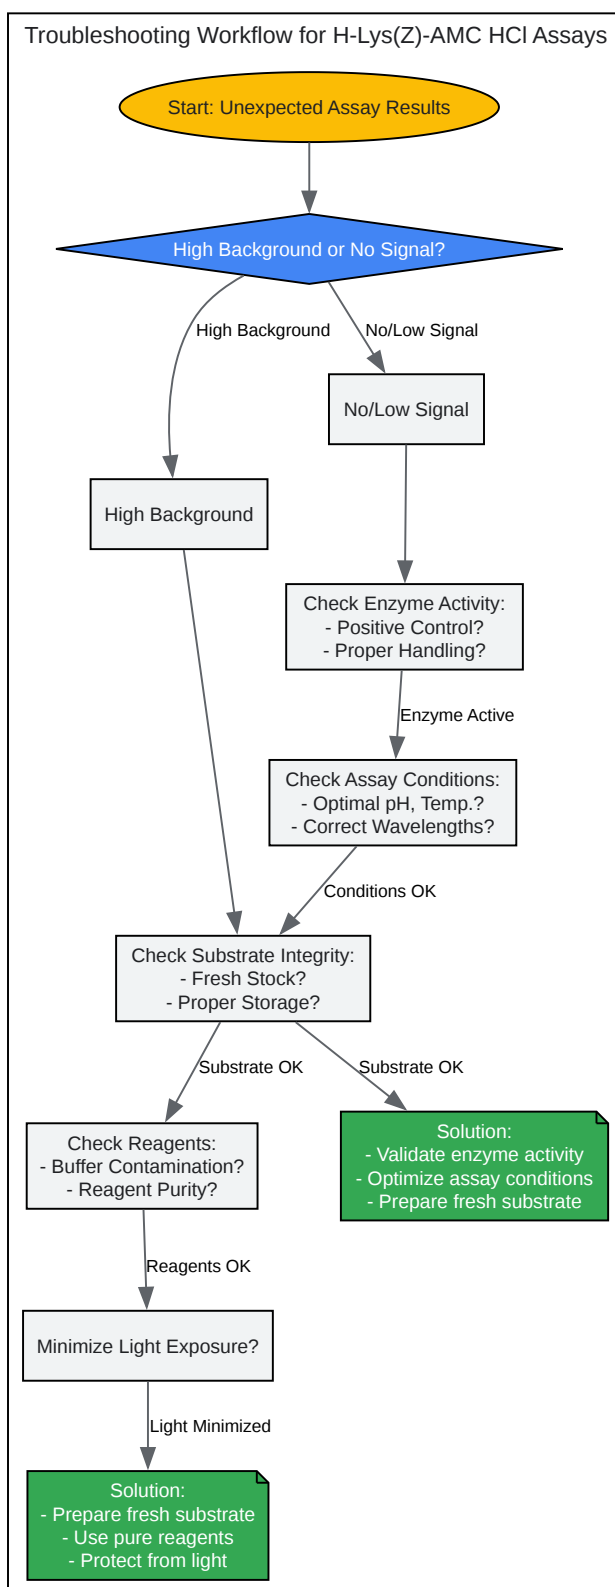 Troubleshooting Workflow for H-Lys(Z)-AMC HCl Assays
Start: Unexpected Assay Results
High Background or No Signal?
High Background
No/Low Signal
No/Low Signal
High Background
Check Enzyme Activity:
- Positive Control?
- Proper Handling?
Enzyme Active
Check Assay Conditions:
- Optimal pH, Temp.?
- Correct Wavelengths?
Conditions OK
Check Substrate Integrity:
- Fresh Stock?
- Proper Storage?
Substrate OK
Substrate OK
Check Reagents:
- Buffer Contamination?
- Reagent Purity?
Solution:
- Validate enzyme activity
- Optimize assay conditions
- Prepare fresh substrate
Reagents OK
Minimize Light Exposure?
Light Minimized
Solution:
- Prepare fresh substrate
- Use pure reagents
- Protect from light